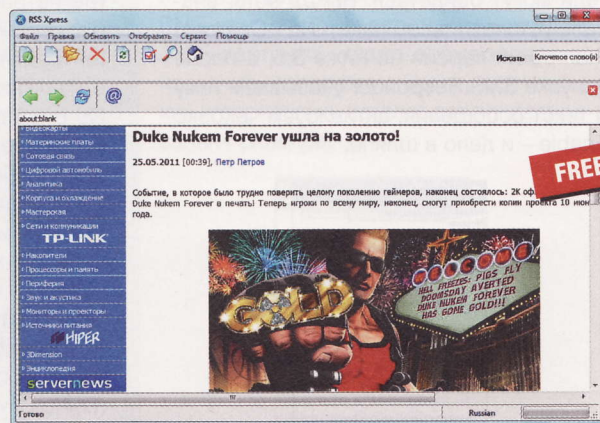 RSS Xpress
Файл Правка Обновить Отобразить Сервис Помощь
Искать Ключевое слово(а)
about:blank
Видеокарты
Материнские платы
Сотовая связь
Цифровой автомобиль
Аналитика
Корпуса и охлаждение
Мастерская
Сети и коммуникации
TP-LINK
Накопители
Процессоры и память
Периферия
Звук и акустика
Мониторы и проекторы
Источники питания
HIPER
3Dimension
Энциклопедия
servernews
Duke Nukem Forever ушла на золото!
25.05.2011 [00:39], Петр Петров
Событие, в которое было трудно поверить целому поколению геймеров, наконец состоялось: 2K
Duke Nukem Forever в печать! Теперь игроки по всему миру, наконец, смогут приобрести копии проекта 10 июн
года.
FREE
GOLD
HELL FREEZES: PIGS FLY
DOOMSDAY AVERTED
DUKE NUKEM FOREVER
HAS GONE GOLD!!!
Готово
Russian